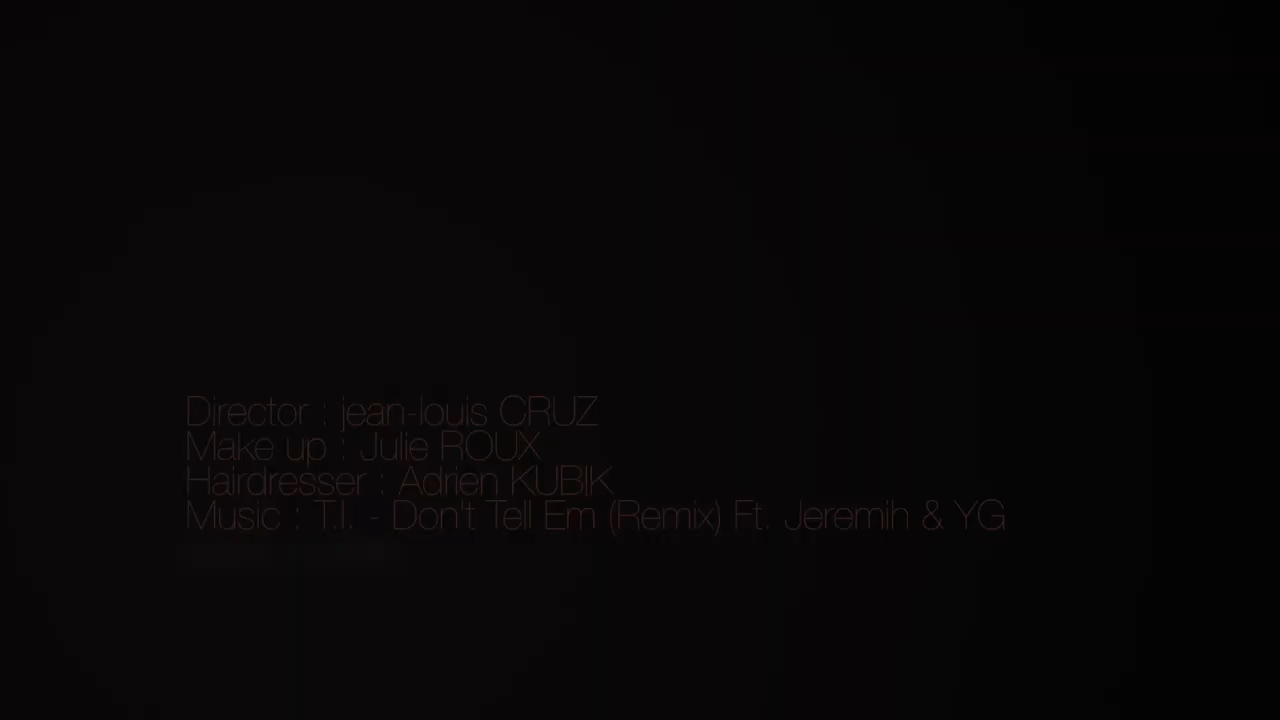 Director : jean-louis CRUZ
Make up : Julie ROUX
Hairdresser : Adrien KUBIK
Music : T.I. - Don't Tell Em (Remix) Ft. Jeremih & YG